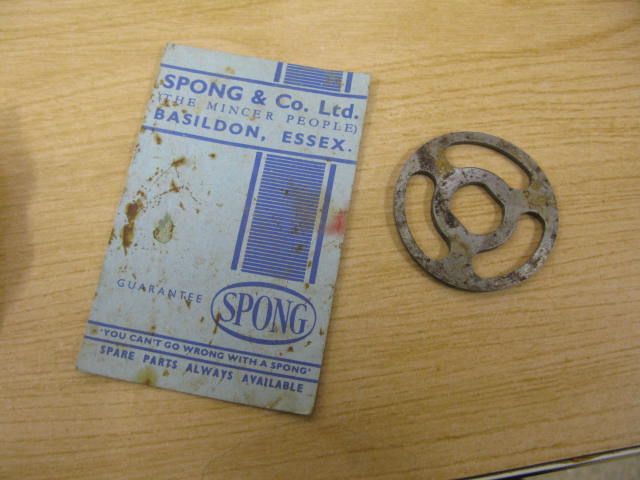 SPONG & Co. Ltd.
(THE MINCER PEOPLE)
BASILDON, ESSEX.
GUARANTEE
SPONG
'YOU CAN'T GO WRONG WITH A SPONG'
SPARE PARTS ALWAYS AVAILABLE